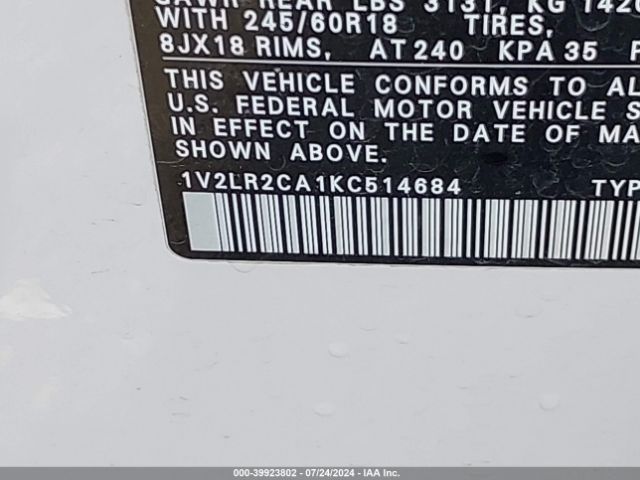 GAWR REAR LBS 3131, KG 1420
WITH 245/60R18 TIRES,
8JX18 RIMS, AT 240 KPA 35 P
THIS VEHICLE CONFORMS TO AL
U.S. FEDERAL MOTOR VEHICLE S
IN EFFECT ON THE DATE OF MA
SHOWN ABOVE.
1V2LR2CA1KC514684 TYP
000-39923802 - 07/24/2024 - IAA Inc.